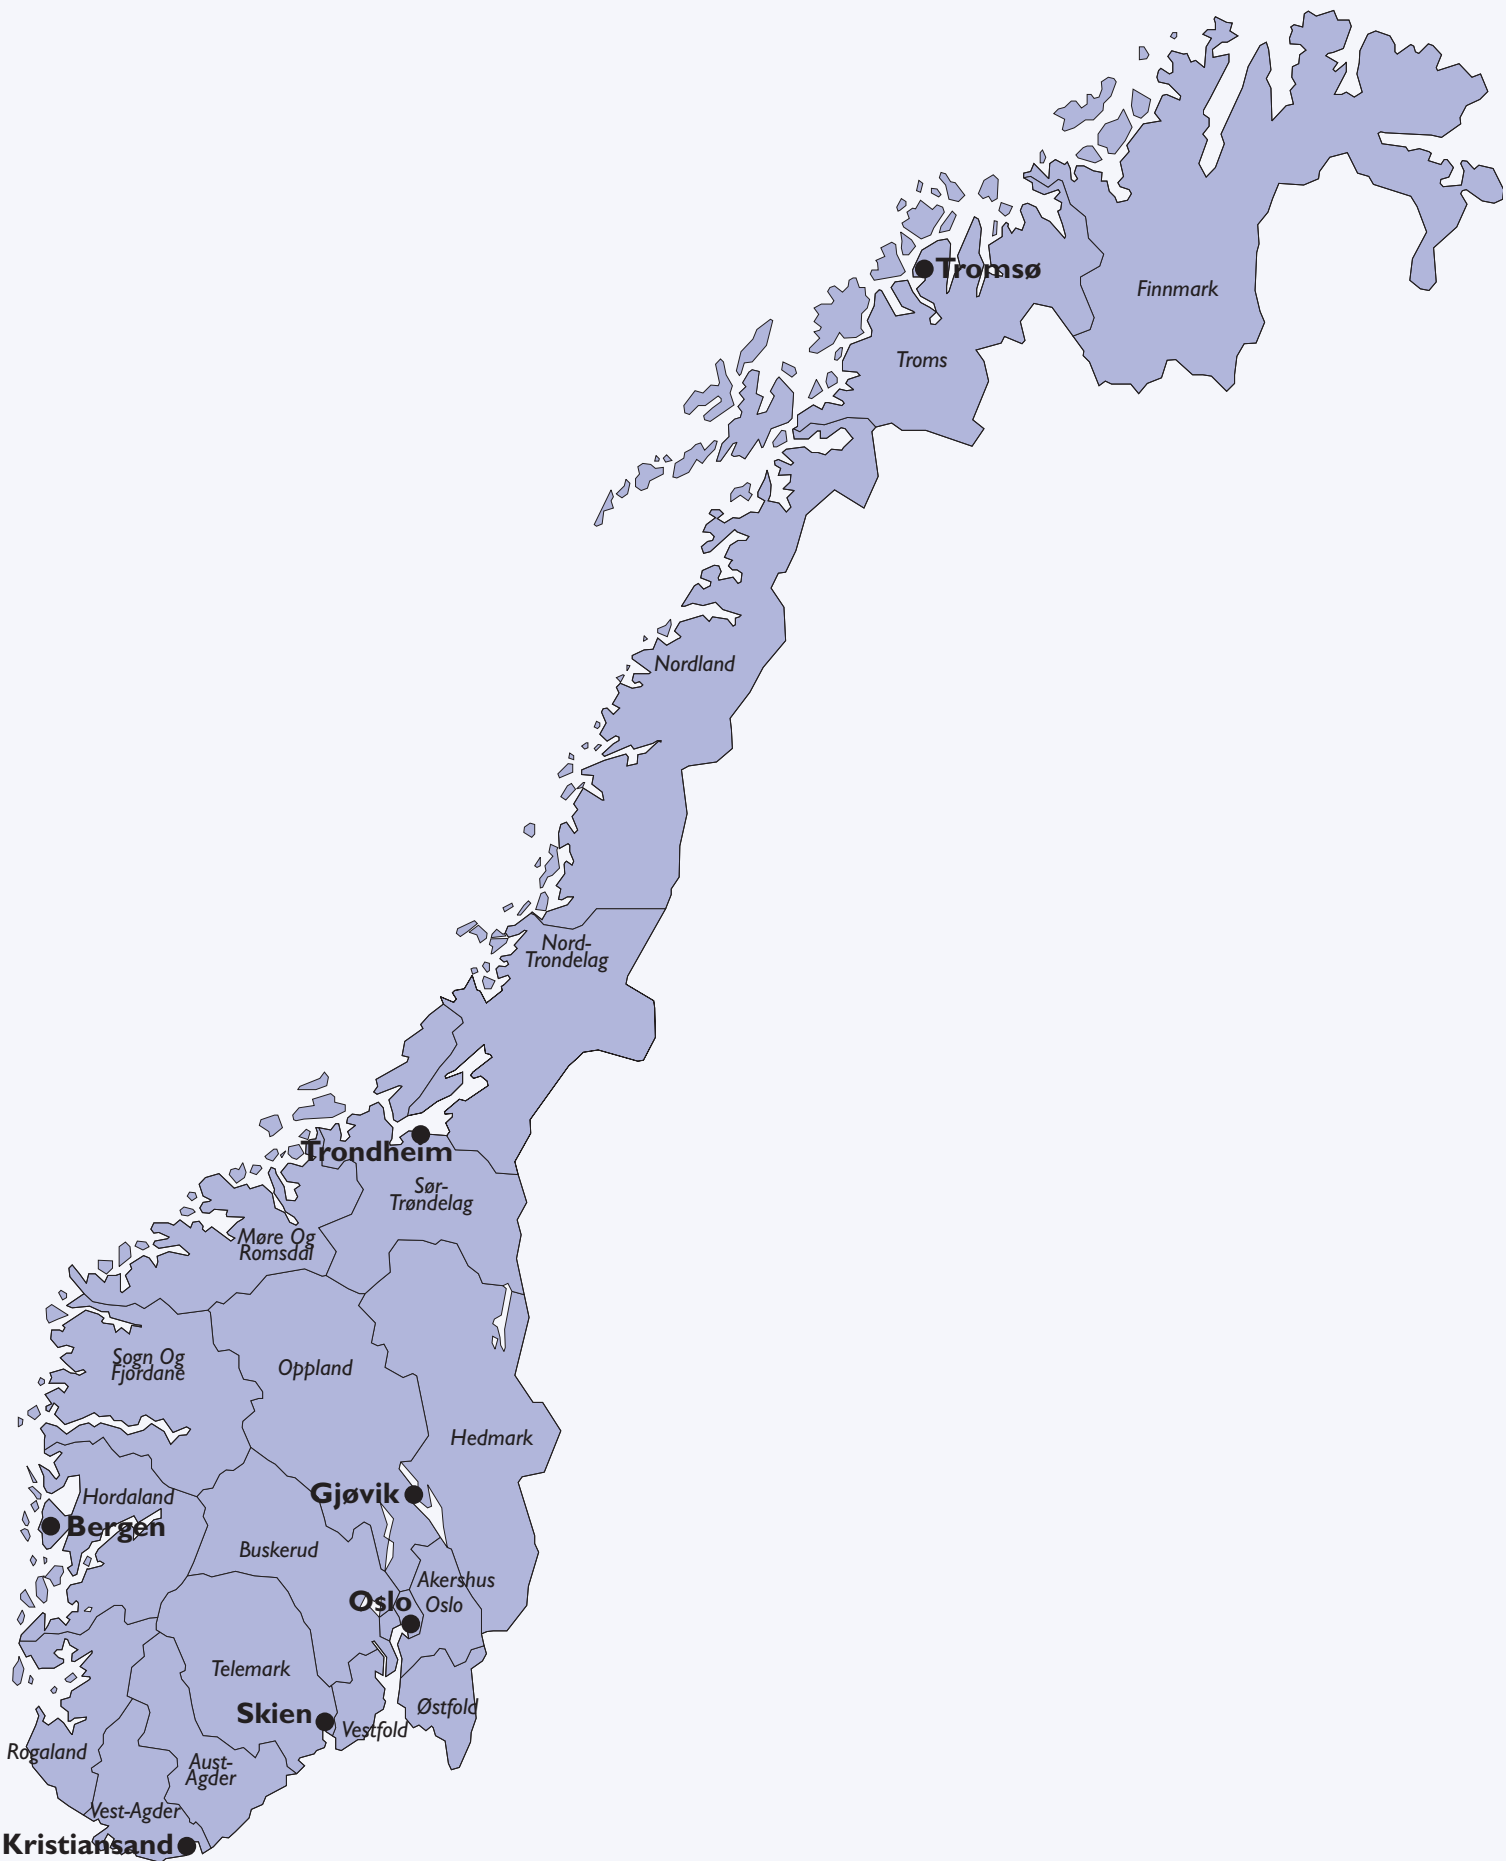 Tromsø
Finnmark
Troms
Nordland
Nord-
Trondelag
Trondheim
Sør-
Trøndelag
Møre Og
Romsdal
Sogn Og
Fjordane
Oppland
Hedmark
Gjøvik
Hordaland
Bergen
Buskerud
Akershus
Oslo
Oslo
Telemark
Østfold
Skien
Vestfold
Rogaland
Aust-
Agder
Vest-Agder
Kristiansand